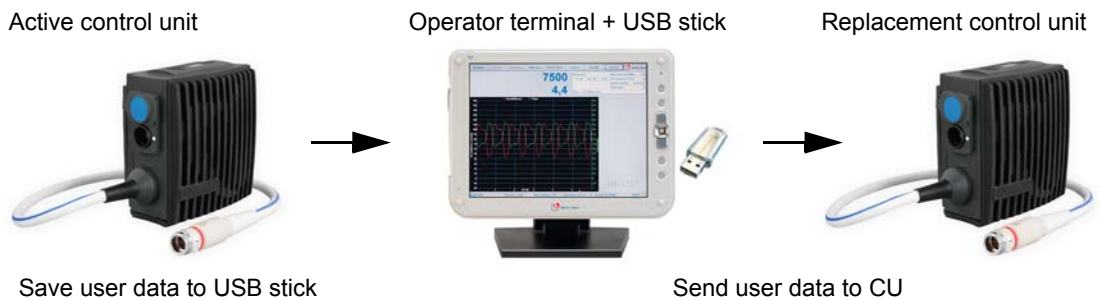 Active control unit
Operator terminal + USB stick
Replacement control unit
7500
4,4
Save user data to USB stick
Send user data to CU